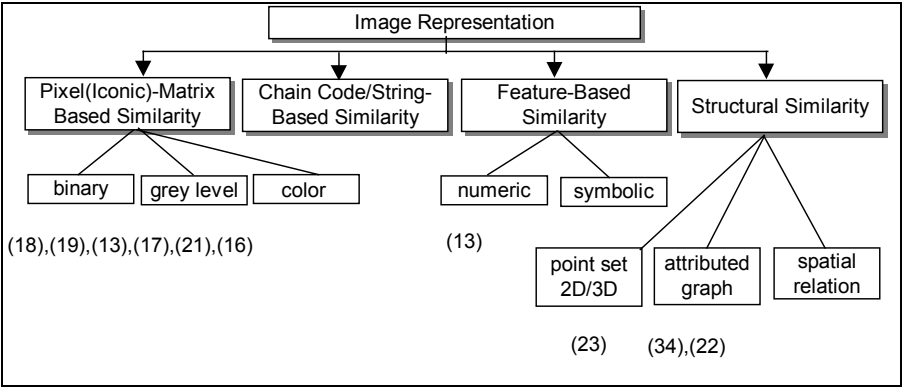 Image Representation
Pixel(Iconic)-Matrix
Based Similarity
Chain Code/String-
Based Similarity
Feature-Based
Similarity
Structural Similarity
binary
grey level
color
numeric
symbolic
(18),(19),(13),(17),(21),(16)
(13)
point set
2D/3D
attributed
graph
spatial
relation
(23)
(34),(22)